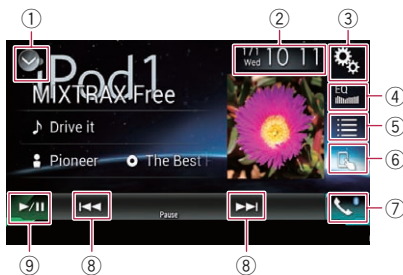 ① ② ③
iPod1
1/1
Wed 10 11
MIXTRAX Free
EQ
④
Drive it
⑤
Pioneer The Best
⑥
Pause
⑦
⑨ ⑧ ⑧